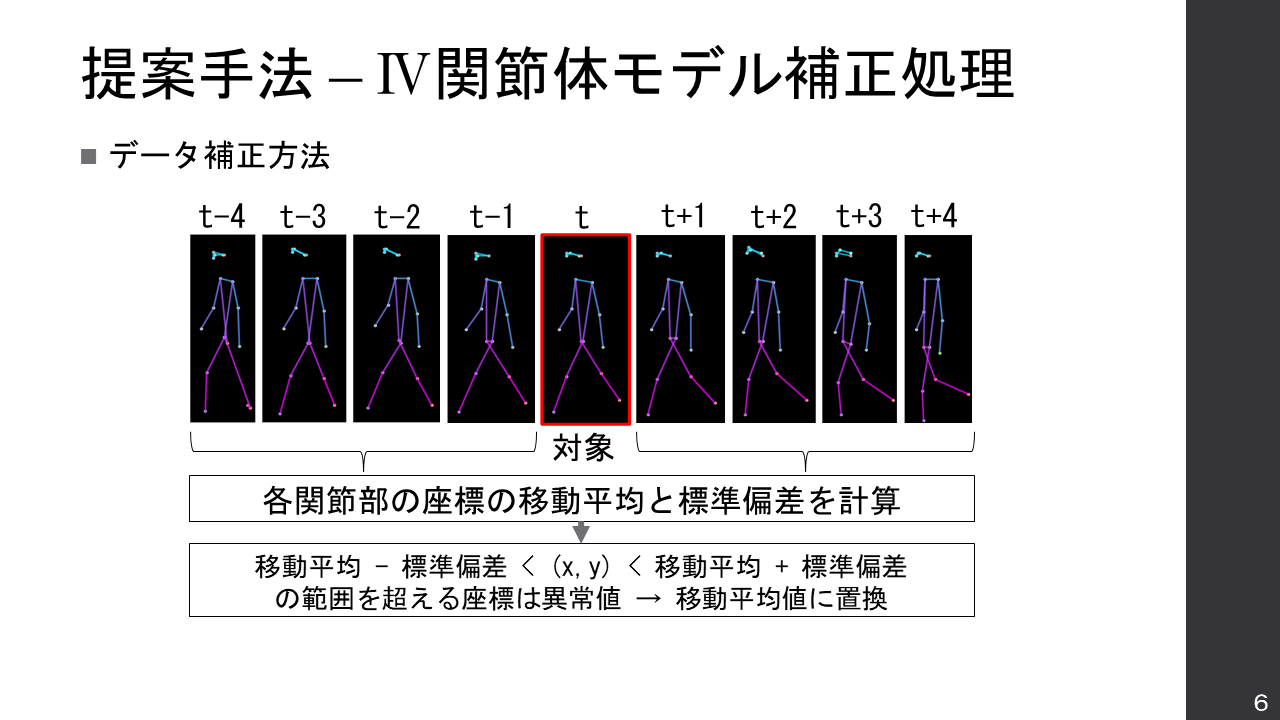 提案手法 – Ⅳ関節体モデル補正処理
データ補正方法
t−4 t−3 t−2 t−1 t t+1 t+2 t+3 t+4
対象
各関節部の座標の移動平均と標準偏差を計算
移動平均 − 標準偏差 < (x, y) < 移動平均 + 標準偏差
の範囲を超える座標は異常値 → 移動平均値に置換
6